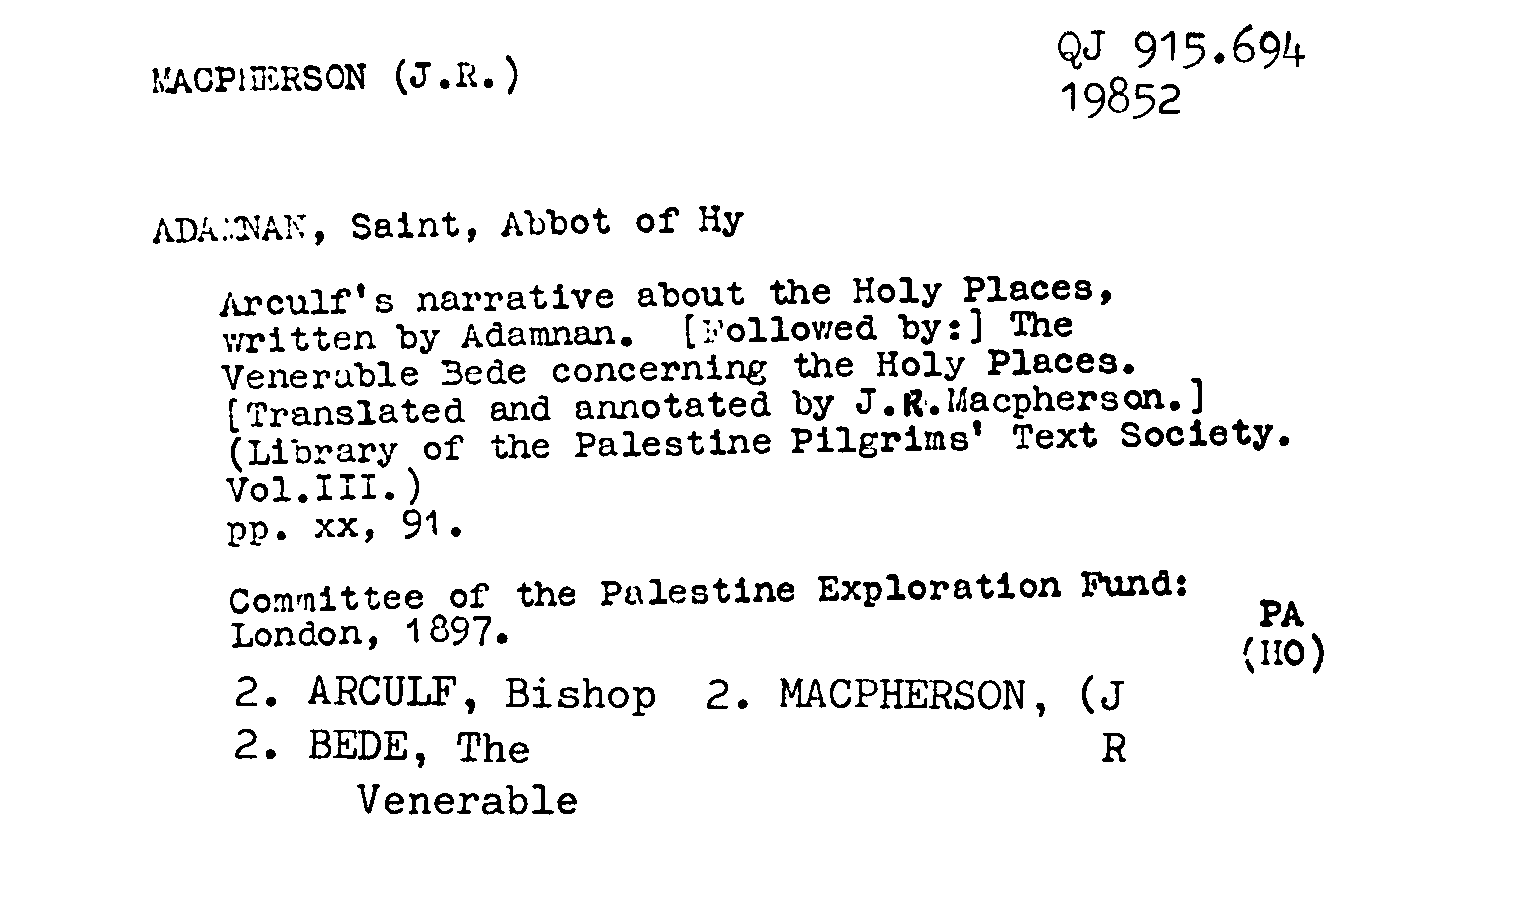 MACPHERSON (J.R.)
QJ 915.694
19852
ADAMNAN, Saint, Abbot of Hy
Arculf's narrative about the Holy Places,
written by Adamnan. [Followed by:] The
Venerable Bede concerning the Holy Places.
[Translated and annotated by J.R.Macpherson.]
(Library of the Palestine Pilgrims' Text Society.
Vol.III.)
pp. xx, 91.
Committee of the Palestine Exploration Fund:
London, 1897.
PA
(HO)
2. ARCULF, Bishop 2. MACPHERSON, (J
2. BEDE, The R
Venerable